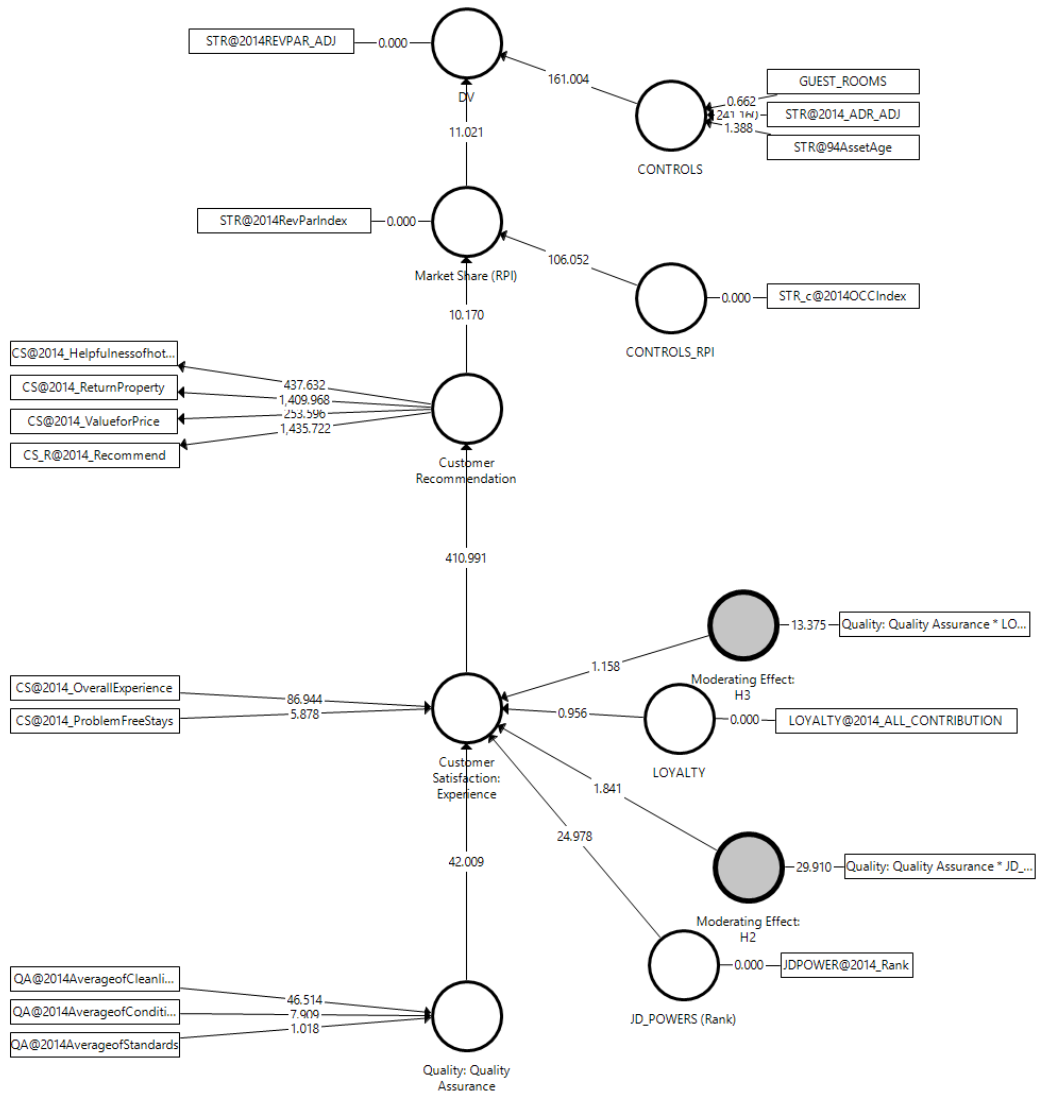 STR@2014REVPAR_ADJ
0.000
DV
161.004
GUEST_ROOMS
0.662
STR@2014_ADR_ADJ
241.160
STR@94AssetAge
1.388
CONTROLS
11.021
STR@2014RevParIndex
0.000
Market Share (RPI)
106.052
0.000
STR_c@2014OCCIndex
CONTROLS_RPI
10.170
CS@2014_Helpfulnessofhot...
CS@2014_ReturnProperty
CS@2014_ValueforPrice
CS_R@2014_Recommend
437.632
1,409.968
253.596
1,435.722
Customer
Recommendation
410.991
13.375
Quality: Quality Assurance * LO...
Moderating Effect:
H3
1.158
CS@2014_OverallExperience
86.944
CS@2014_ProblemFreeStays
5.878
0.956
0.000
LOYALTY@2014_ALL_CONTRIBUTION
LOYALTY
Customer
Satisfaction:
Experience
1.841
24.978
42.009
29.910
Quality: Quality Assurance * JD_...
Moderating Effect:
H2
0.000
JDPOWER@2014_Rank
JD_POWERS (Rank)
QA@2014AverageofCleanli...
46.514
QA@2014AverageofConditi...
7.909
QA@2014AverageofStandards
1.018
Quality: Quality
Assurance